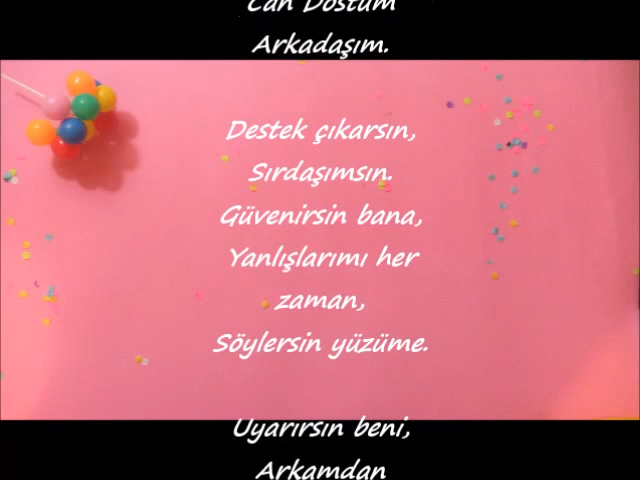 Can Dostum
Arkadaşım.
Destek çıkarsın,
Sırdaşımsın.
Güvenirsin bana,
Yanlışlarımı her
zaman,
Söylersin yüzüme.
Uyarırsın beni,
Arkamdan